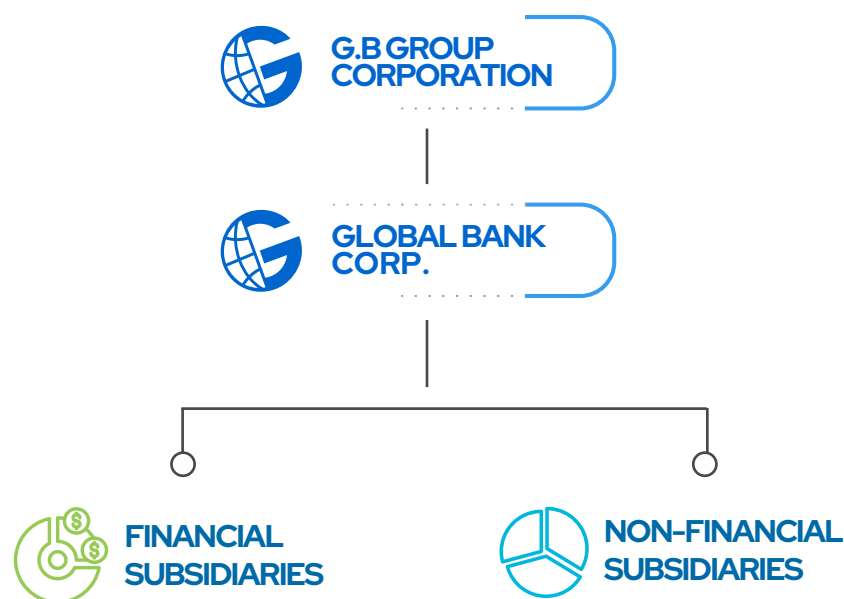 G.B GROUP
CORPORATION
GLOBAL BANK
CORP.
$
$
FINANCIAL
SUBSIDIARIES
NON-FINANCIAL
SUBSIDIARIES